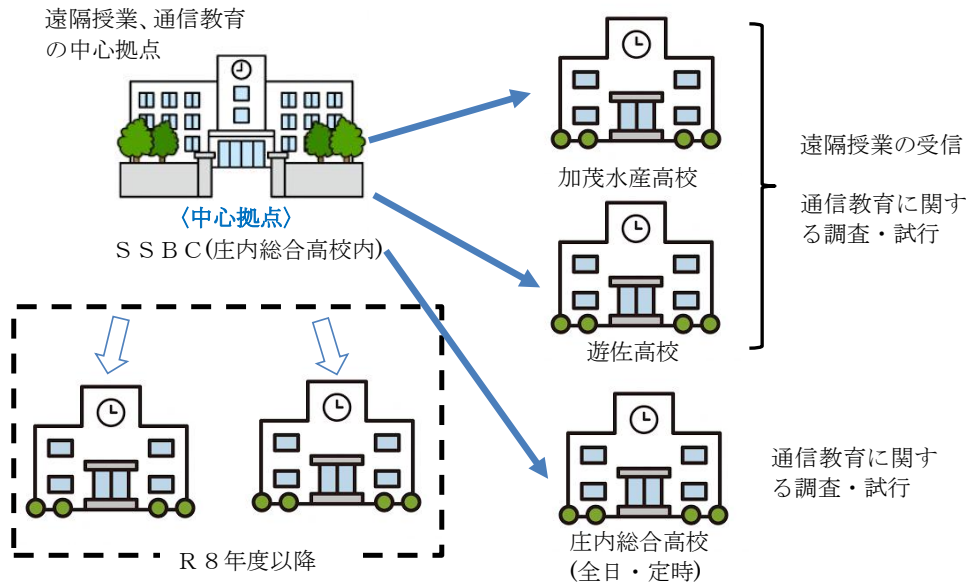 遠隔授業、通信教育
の中心拠点
〈中心拠点〉
ＳＳＢＣ(庄内総合高校内)
加茂水産高校
遊佐高校
遠隔授業の受信
通信教育に関す
る調査・試行
庄内総合高校
(全日・定時)
通信教育に関す
る調査・試行
Ｒ８年度以降